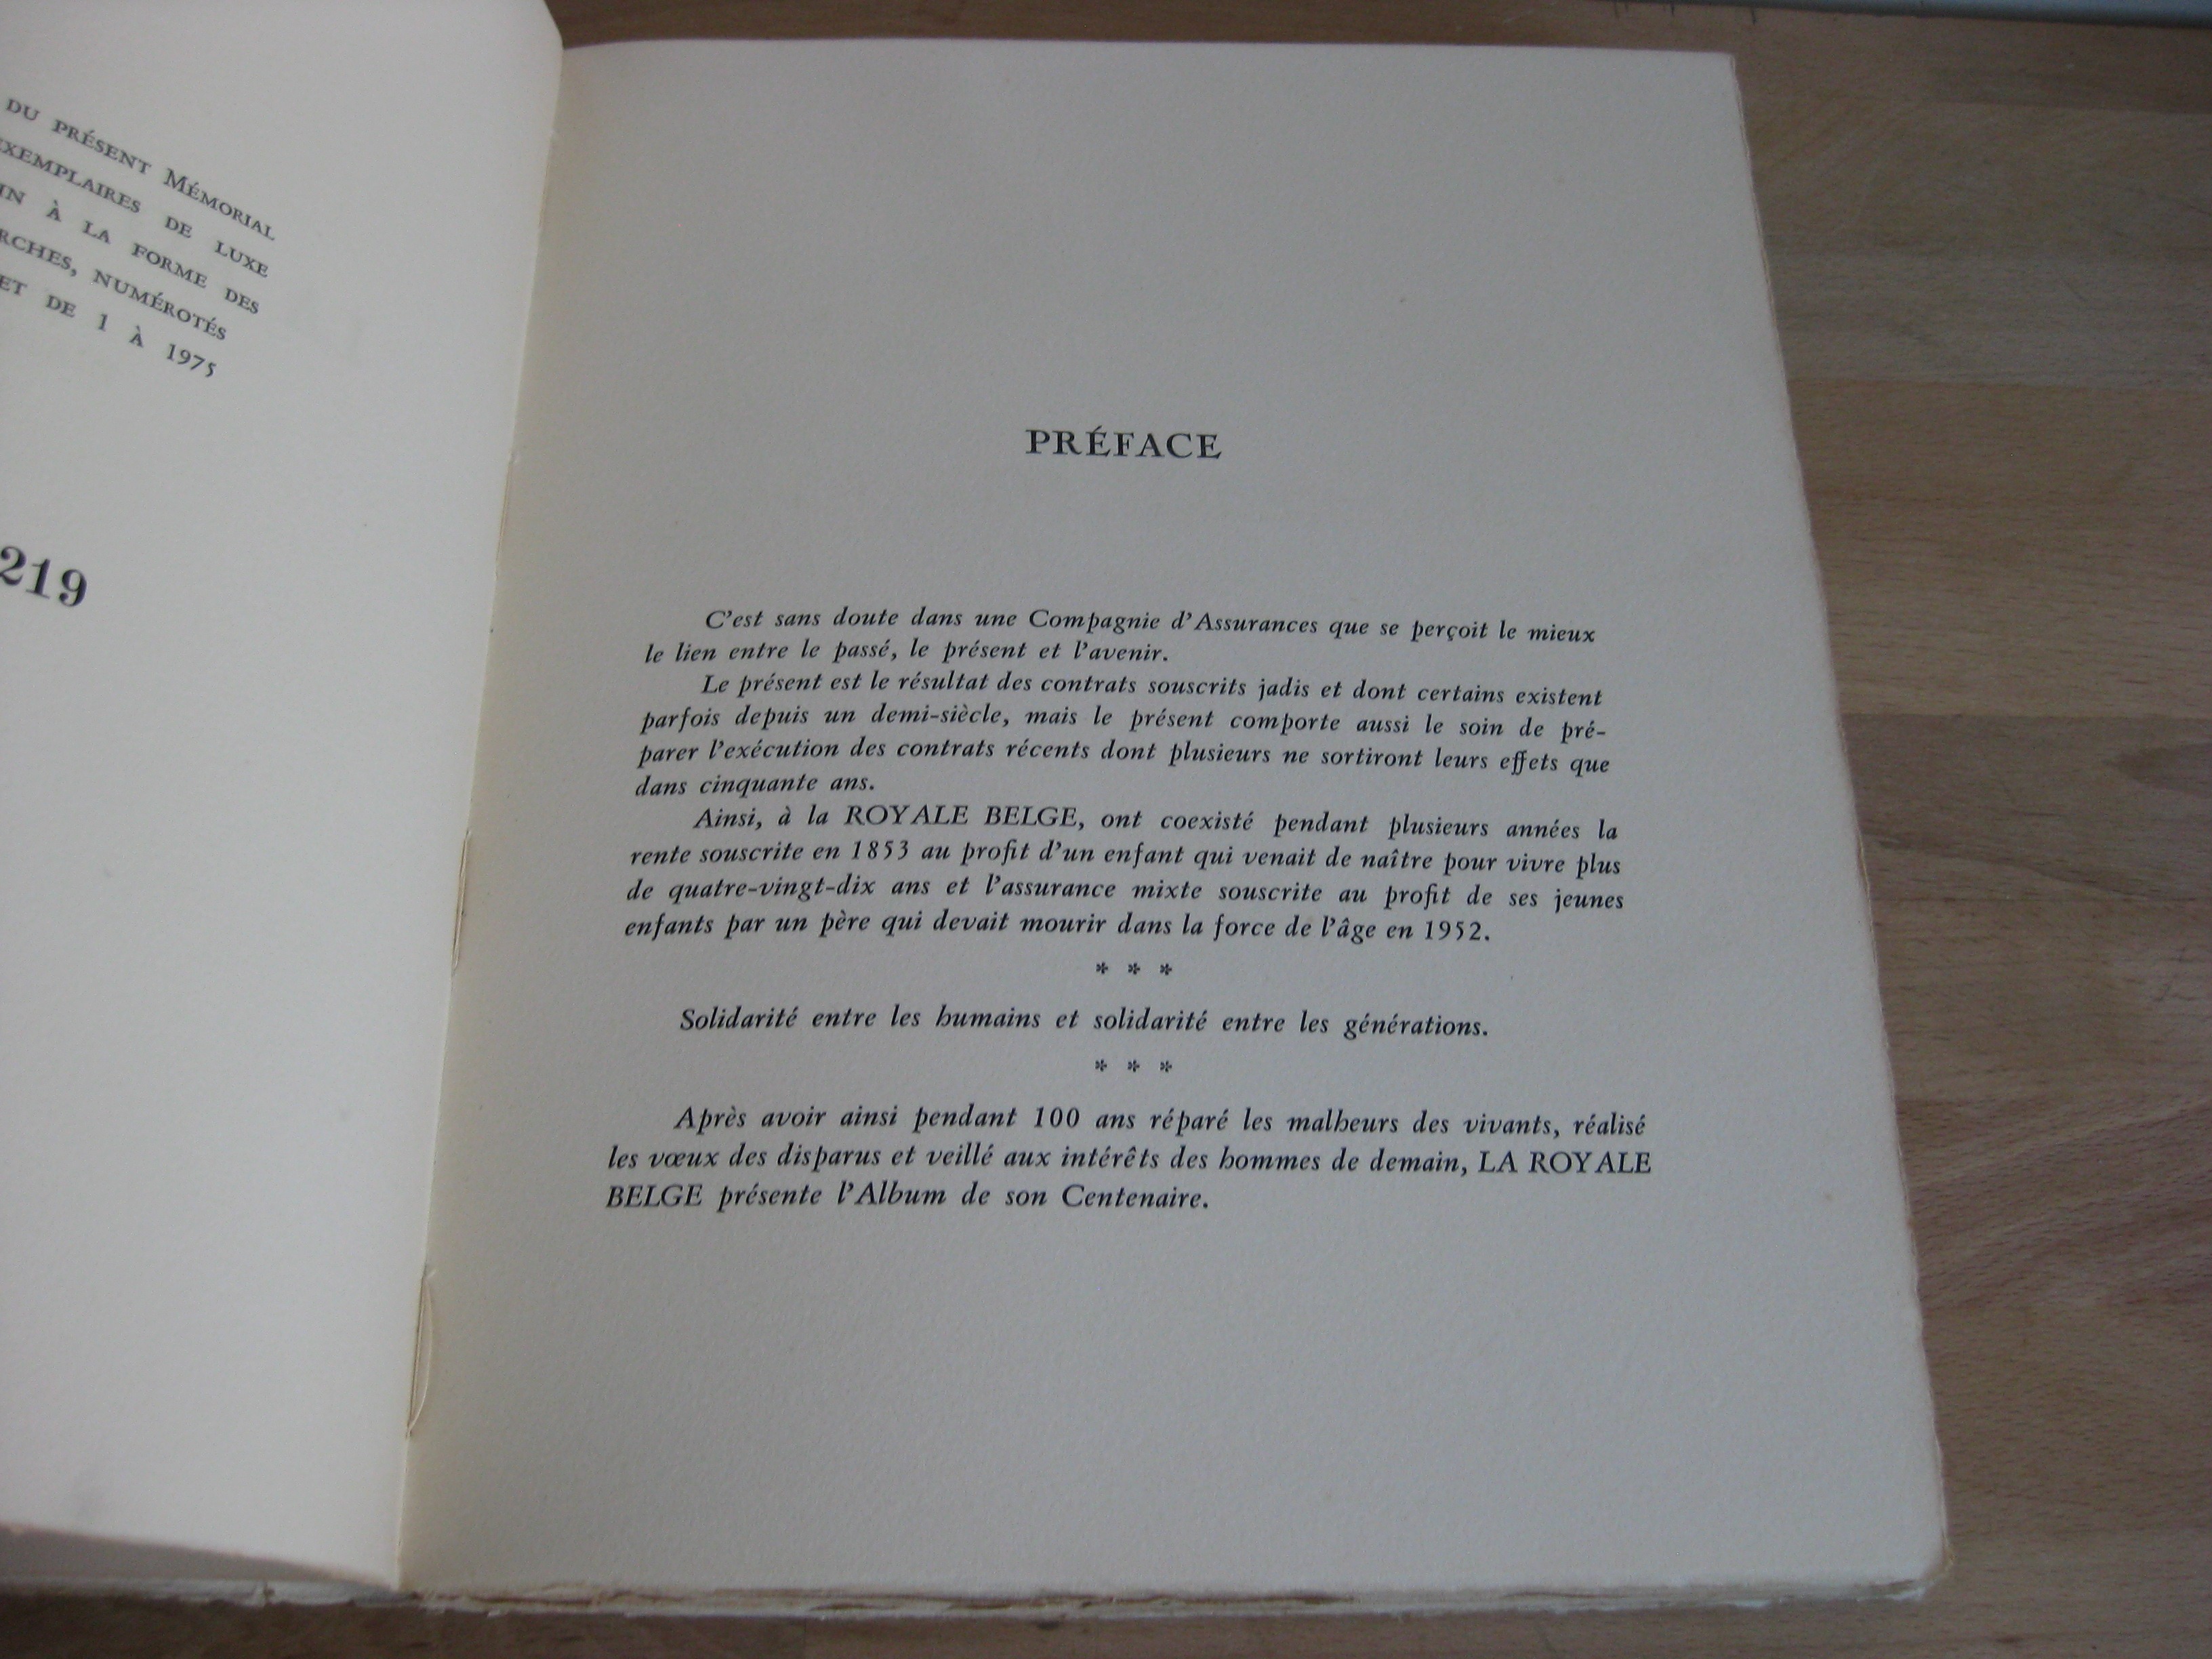 DU PRÉSENT MÉMORIAL
EXEMPLAIRES DE LUXE
À LA FORME DES
NUMÉROTÉS
ET DE 1 À 1975
219
PRÉFACE
C'est sans doute dans une Compagnie d'Assurances que se perçoit le mieux
le lien entre le passé, le présent et l'avenir.
Le présent est le résultat des contrats souscrits jadis et dont certains existent
parfois depuis un demi-siècle, mais le présent comporte aussi le soin de pré-
parer l'exécution des contrats récents dont plusieurs ne sortiront leurs effets que
dans cinquante ans.
Ainsi, à la ROYALE BELGE, ont coexisté pendant plusieurs années la
rente souscrite en 1853 au profit d'un enfant qui venait de naître pour vivre plus
de quatre-vingt-dix ans et l'assurance mixte souscrite au profit de ses jeunes
enfants par un père qui devait mourir dans la force de l'âge en 1952.
* * *
Solidarité entre les humains et solidarité entre les générations.
* * *
Après avoir ainsi pendant 100 ans réparé les malheurs des vivants, réalisé
les vœux des disparus et veillé aux intérêts des hommes de demain, LA ROYALE
BELGE présente l'Album de son Centenaire.